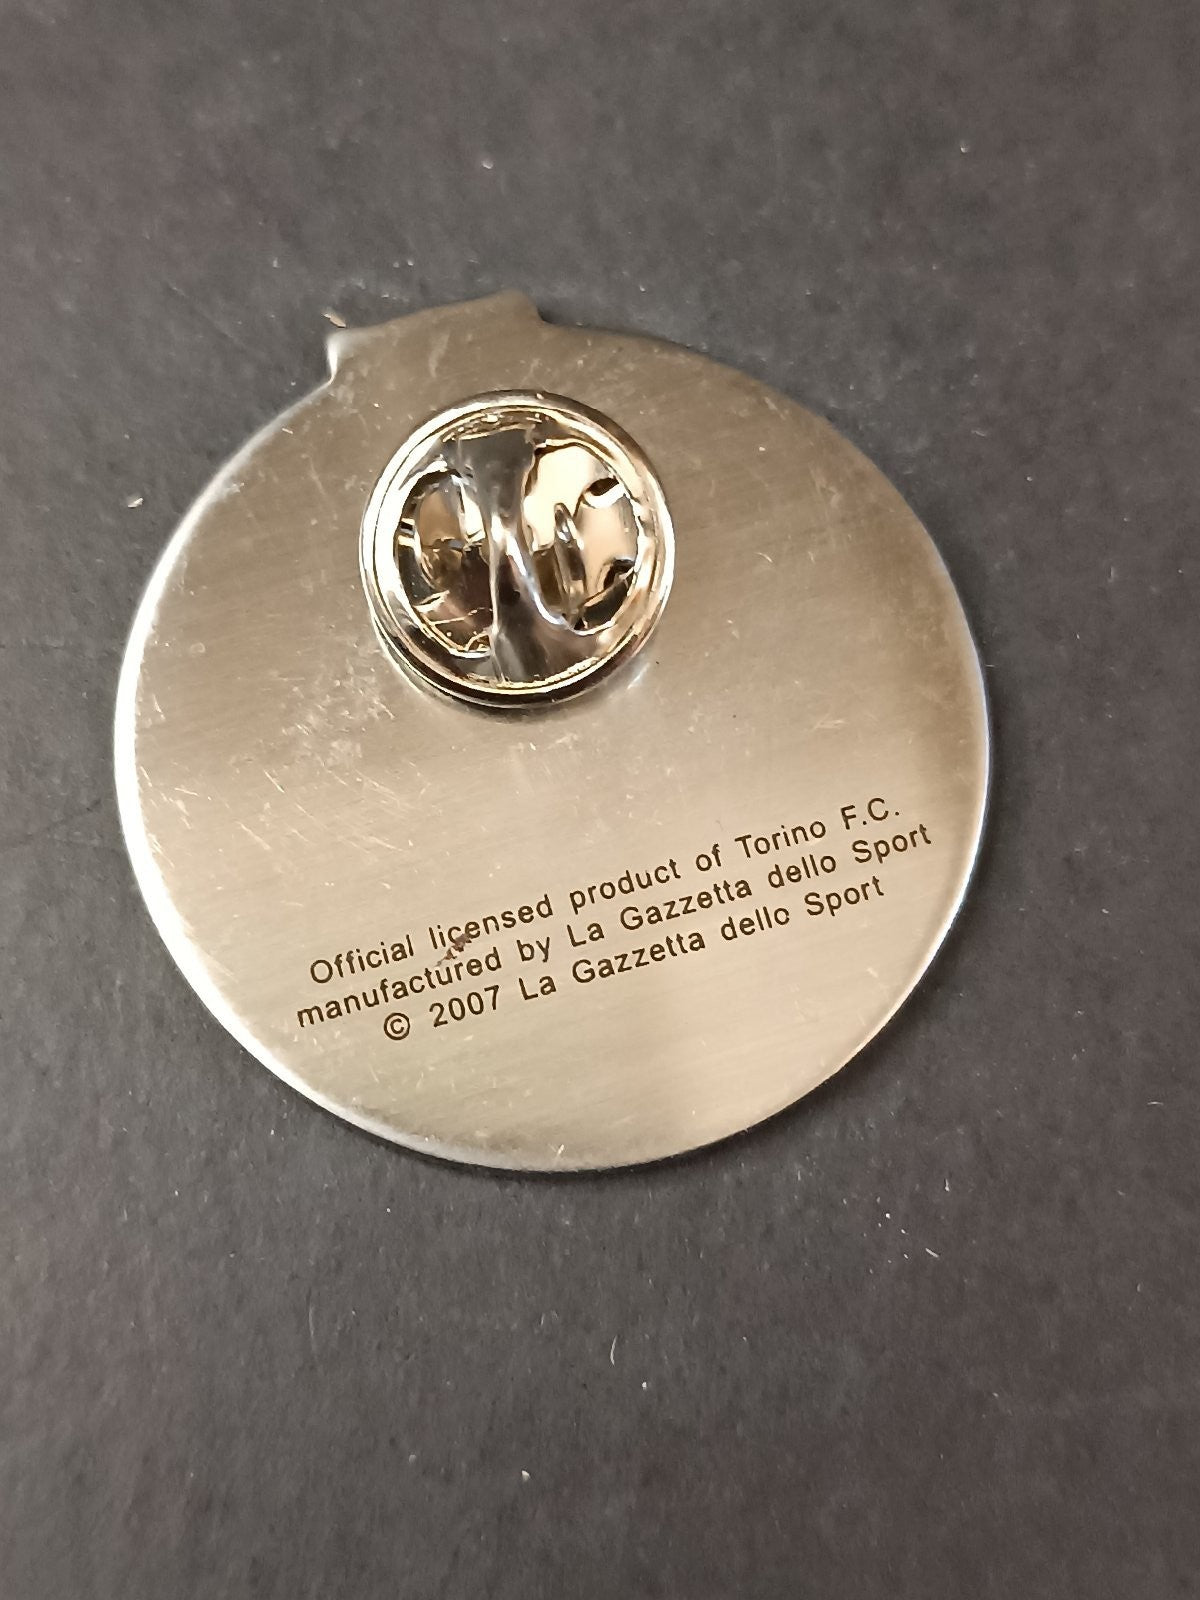 Official licensed product of Torino F.C.
manufactured by La Gazzetta dello Sport
© 2007 La Gazzetta dello Sport